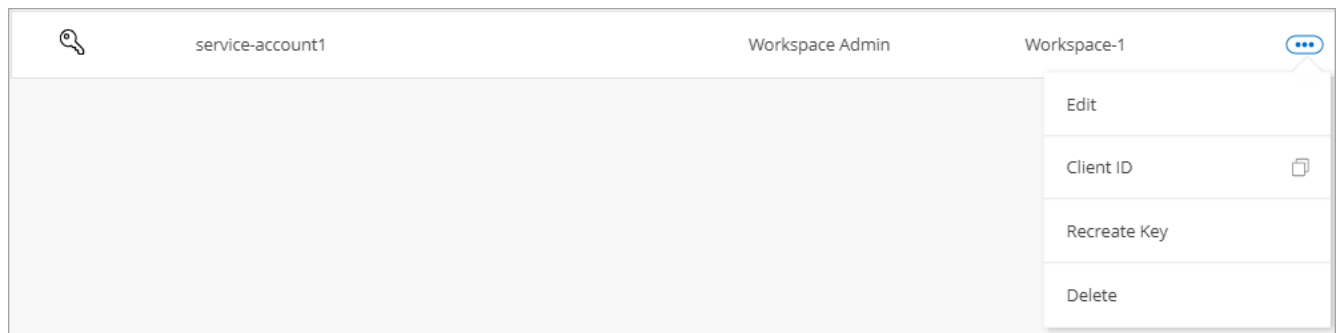 service-account1 Workspace Admin Workspace-1
Edit
Client ID
Recreate Key
Delete